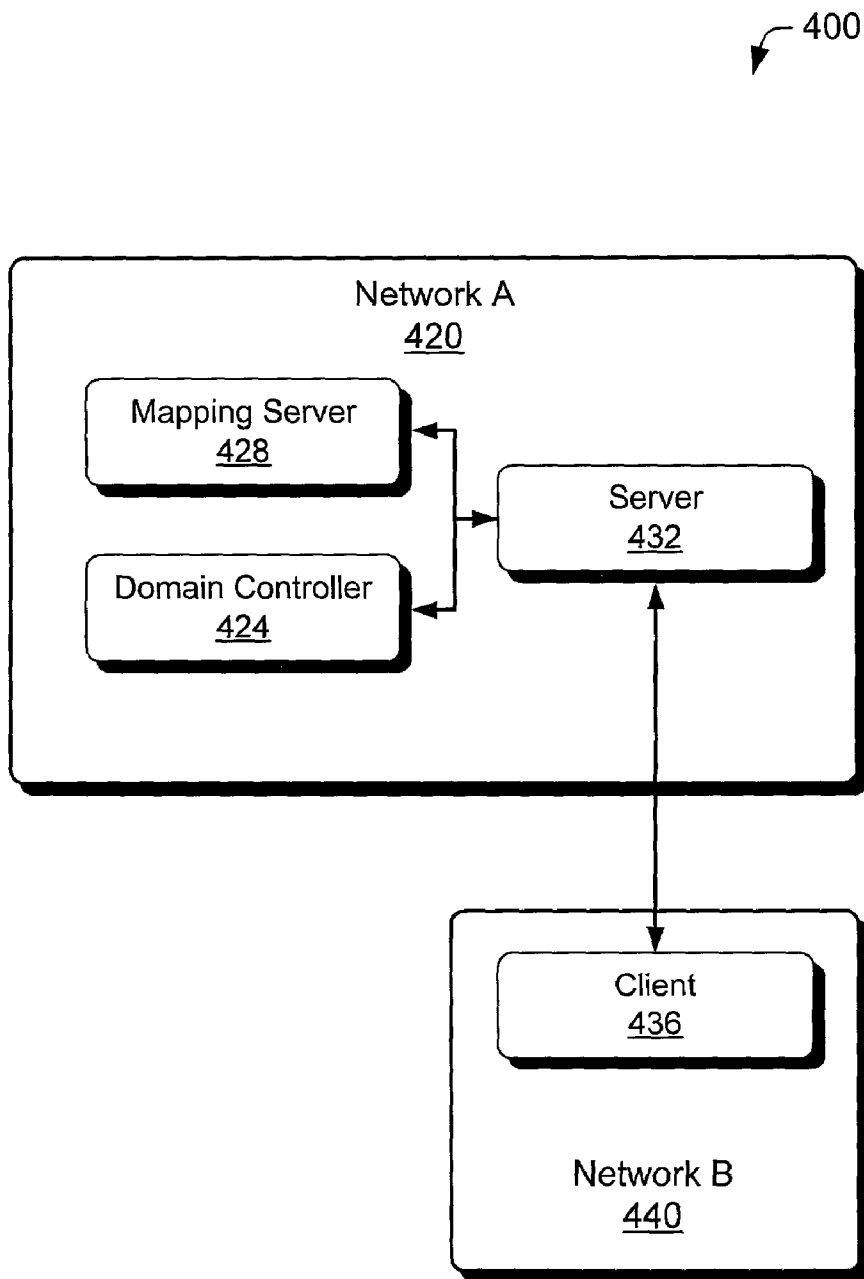 400
Network A
420
Mapping Server
428
Server
432
Domain Controller
424
Client
436
Network B
440